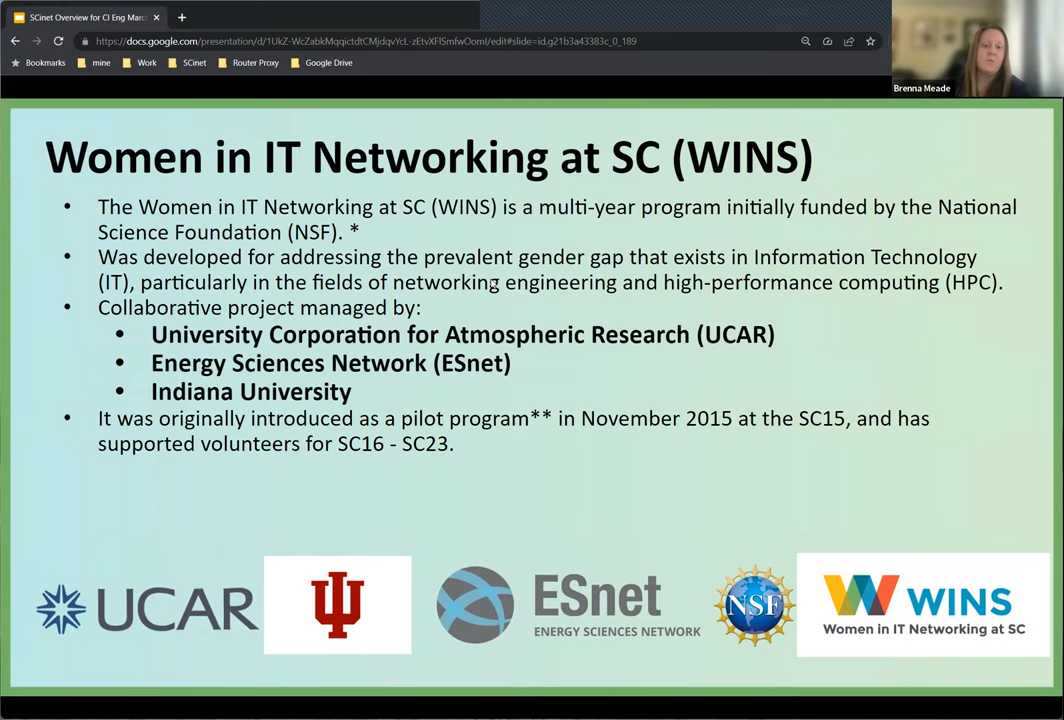 SCinet Overview for CI Eng Marc
https://docs.google.com/presentation/d/1UkZ-WcZabkMqqictdtCMjdqvYcL-zEtvXFlSmfwOomI/edit#slide=id.g21b3a43383c_0_189
Bookmarks mine Work SCinet Router Proxy Google Drive
Brenna Meade
Women in IT Networking at SC (WINS)
• The Women in IT Networking at SC (WINS) is a multi-year program initially funded by the National
Science Foundation (NSF). *
• Was developed for addressing the prevalent gender gap that exists in Information Technology
(IT), particularly in the fields of networking engineering and high-performance computing (HPC).
• Collaborative project managed by:
• University Corporation for Atmospheric Research (UCAR)
• Energy Sciences Network (ESnet)
• Indiana University
• It was originally introduced as a pilot program** in November 2015 at the SC15, and has
supported volunteers for SC16 - SC23.
UCAR
ESnet
ENERGY SCIENCES NETWORK
NSF
WINS
Women in IT Networking at SC